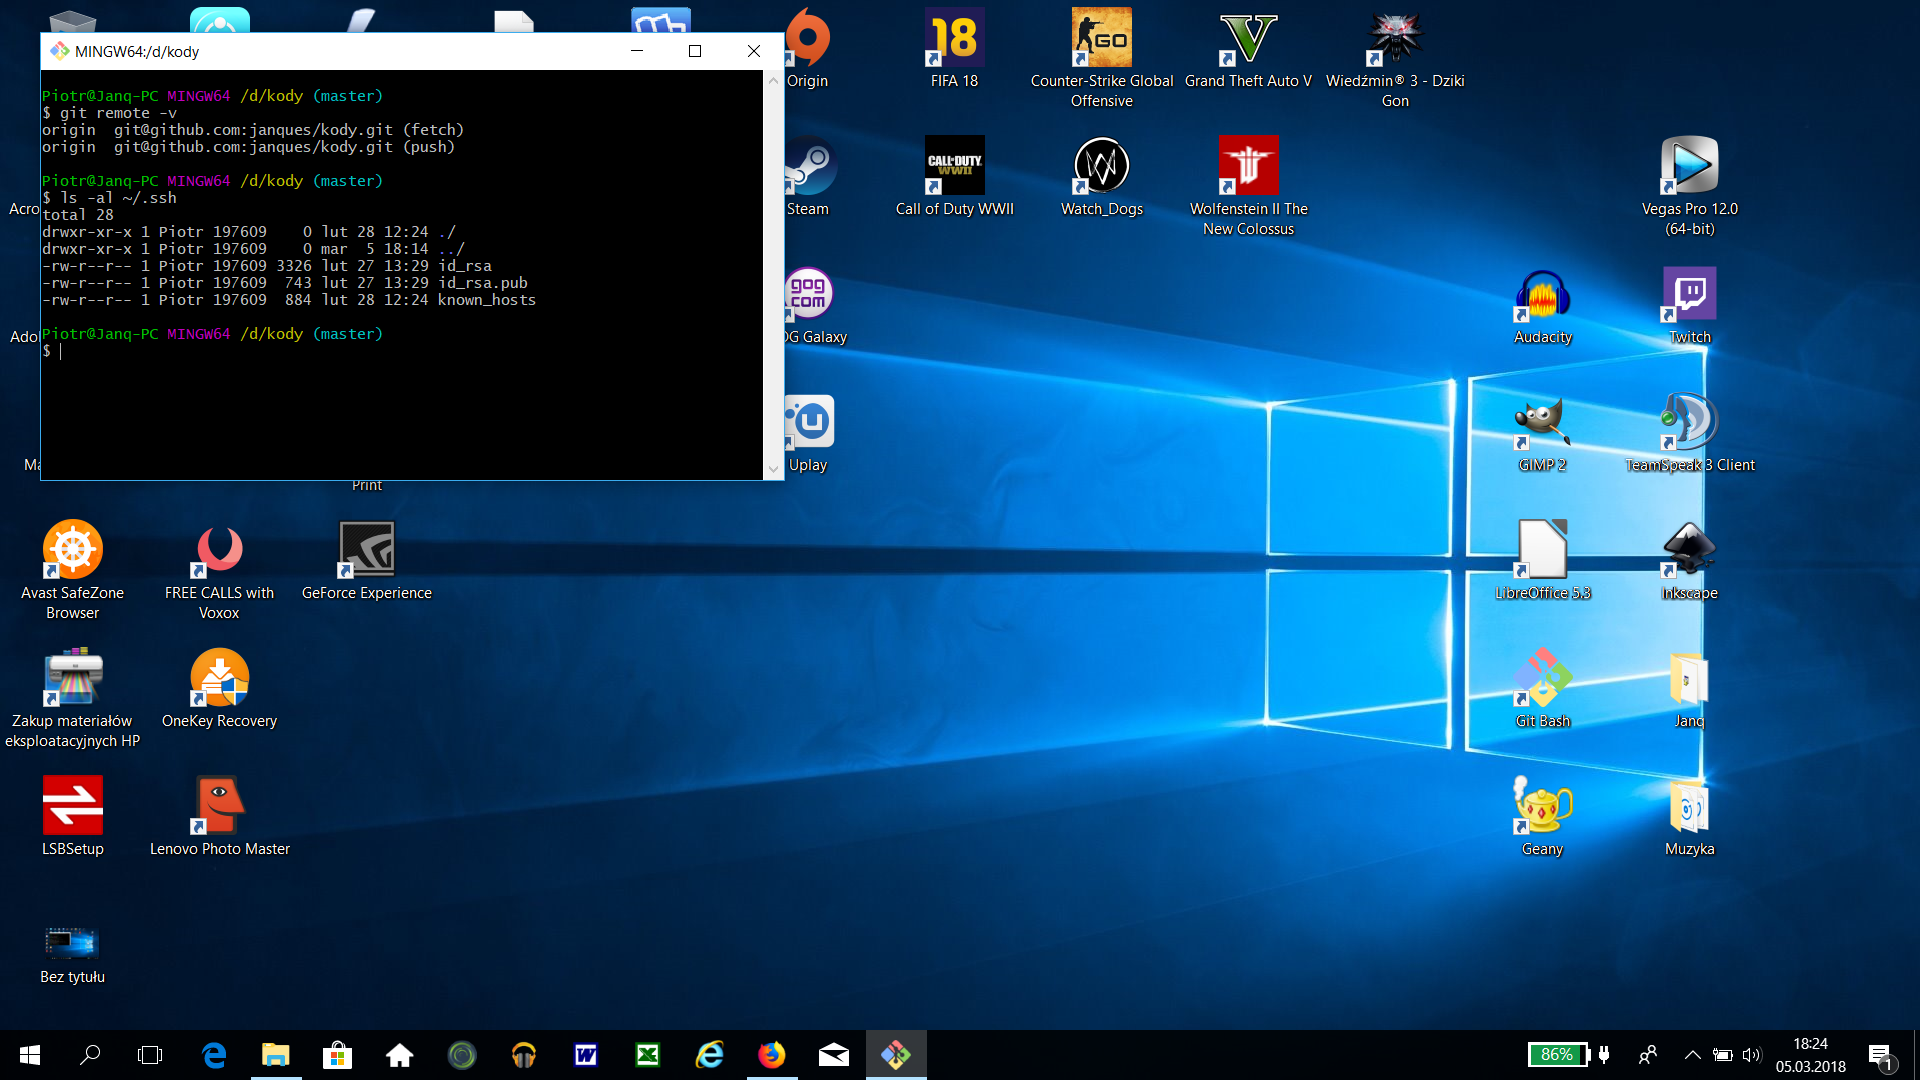 MINGW64:/d/kody
Piotr@Janq-PC MINGW64 /d/kody (master)
$ git remote -v
origin  git@github.com:janques/kody.git (fetch)
origin  git@github.com:janques/kody.git (push)
Piotr@Janq-PC MINGW64 /d/kody (master)
$ ls -al ~/.ssh
total 28
drwxr-xr-x 1 Piotr 197609    0 lut 28 12:24 ./
drwxr-xr-x 1 Piotr 197609    0 mar  5 18:14 ../
-rw-r--r-- 1 Piotr 197609 3326 lut 27 13:29 id_rsa
-rw-r--r-- 1 Piotr 197609  743 lut 27 13:29 id_rsa.pub
-rw-r--r-- 1 Piotr 197609  884 lut 28 12:24 known_hosts
Piotr@Janq-PC MINGW64 /d/kody (master)
$
Print
Origin
18
FIFA 18
GO
Counter-Strike Global
Offensive
V
Grand Theft Auto V
Wiedźmin® 3 - Dziki
Gon
Steam
CALL OF DUTY
WWII
Call of Duty WWII
Watch_Dogs
Wolfenstein II The
New Colossus
Vegas Pro 12.0
(64-bit)
gog
com
OG Galaxy
Audacity
Twitch
Uplay
GIMP 2
TeamSpeak 3 Client
Avast SafeZone
Browser
FREE CALLS with
Voxox
GeForce Experience
LibreOffice 5.3
Inkscape
Zakup materiałów
eksploatacyjnych HP
OneKey Recovery
Git Bash
Janq
LSBSetup
Lenovo Photo Master
Geany
Muzyka
Bez tytułu
86%
18:24
05.03.2018
1